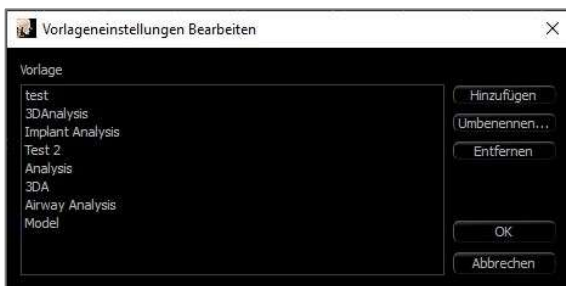 Vorlageneinstellungen Bearbeiten
Vorlage
test
3DAnalysis
Implant Analysis
Test 2
Analysis
3DA
Airway Analysis
Model
Hinzufügen
Umbenennen...
Entfernen
OK
Abbrechen